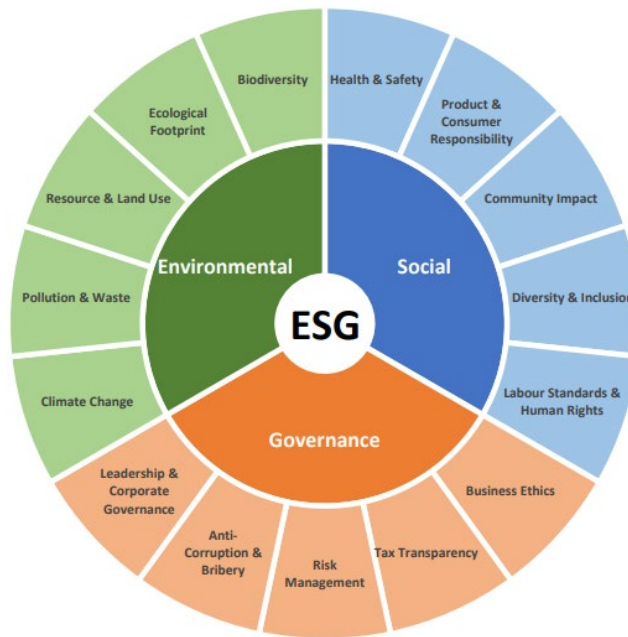 Biodiversity
Health & Safety
Ecological
Footprint
Product &
Consumer
Responsibility
Resource & Land Use
Community Impact
Environmental
Social
Pollution & Waste
Diversity & Inclusion
ESG
Climate Change
Labour Standards &
Human Rights
Governance
Leadership &
Corporate
Governance
Business Ethics
Anti-
Corruption &
Bribery
Risk
Management
Tax Transparency